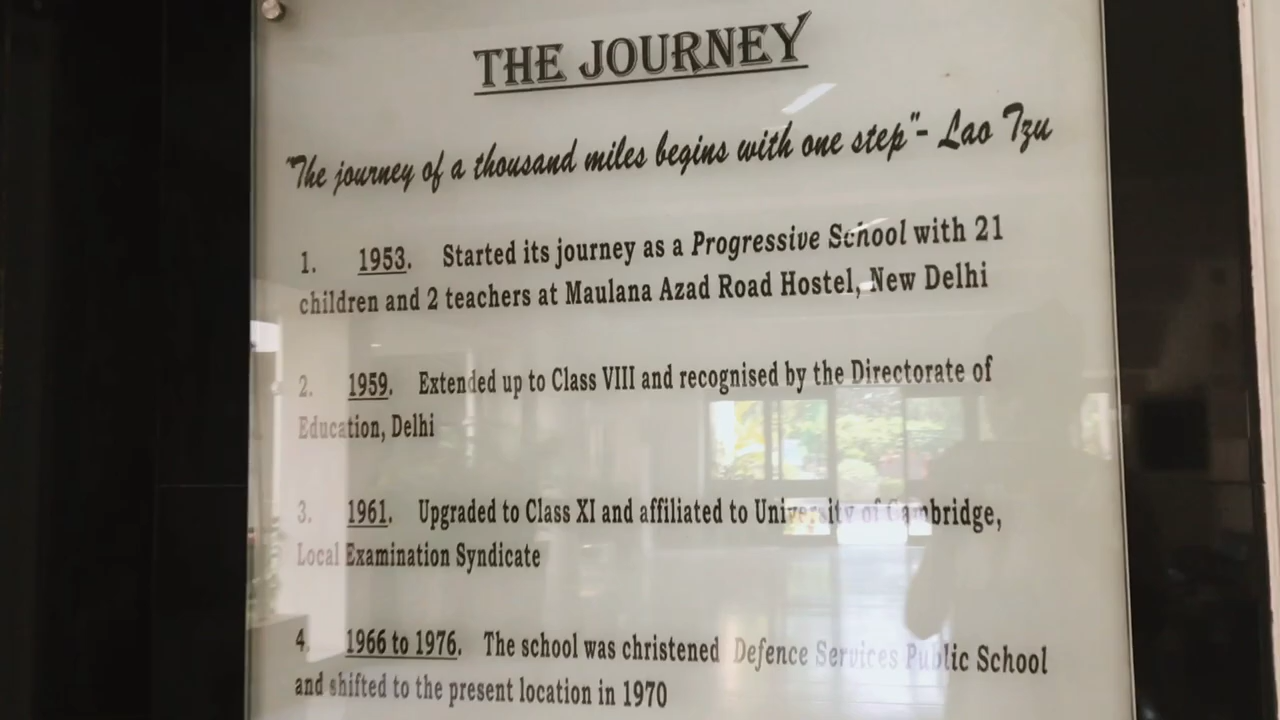 THE JOURNEY
"The journey of a thousand miles begins with one step"- Lao Tzu
1. 1953. Started its journey as a Progressive School with 21
children and 2 teachers at Maulana Azad Road Hostel, New Delhi
2. 1959. Extended up to Class VIII and recognised by the Directorate of
Education, Delhi
3. 1961. Upgraded to Class XI and affiliated to University of Cambridge,
Local Examination Syndicate
4. 1966 to 1976. The school was christened Defence Services Public School
and shifted to the present location in 1970